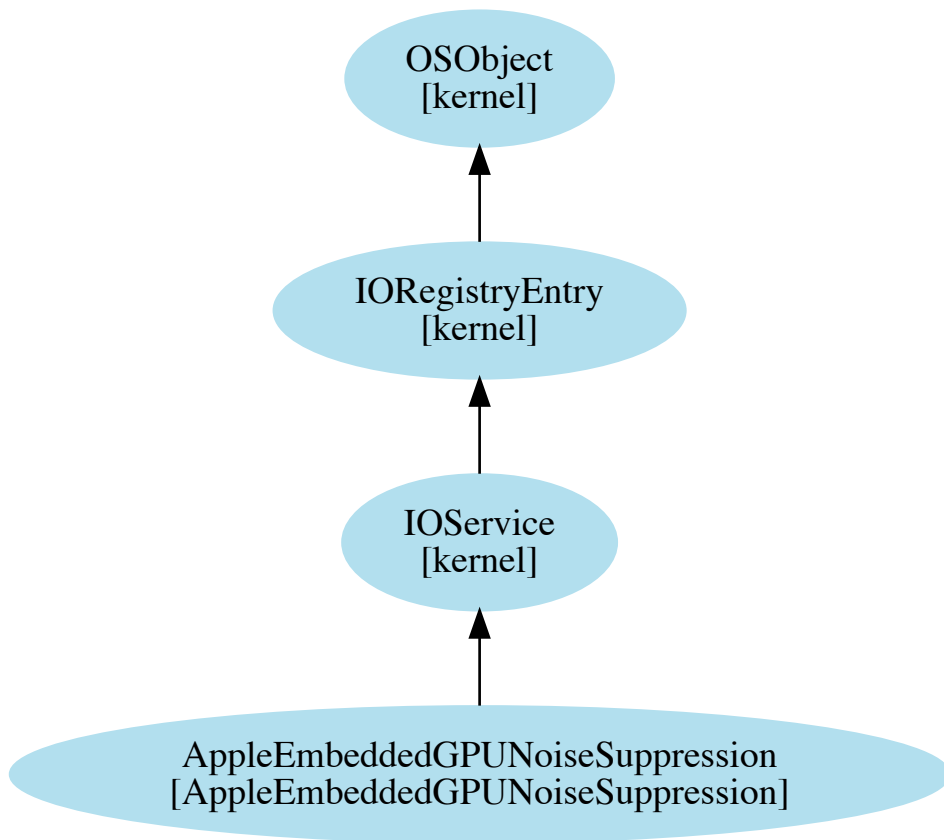 OSObject
[kernel]
IORegistryEntry
[kernel]
IOService
[kernel]
AppleEmbeddedGPUNoiseSuppression
[AppleEmbeddedGPUNoiseSuppression]